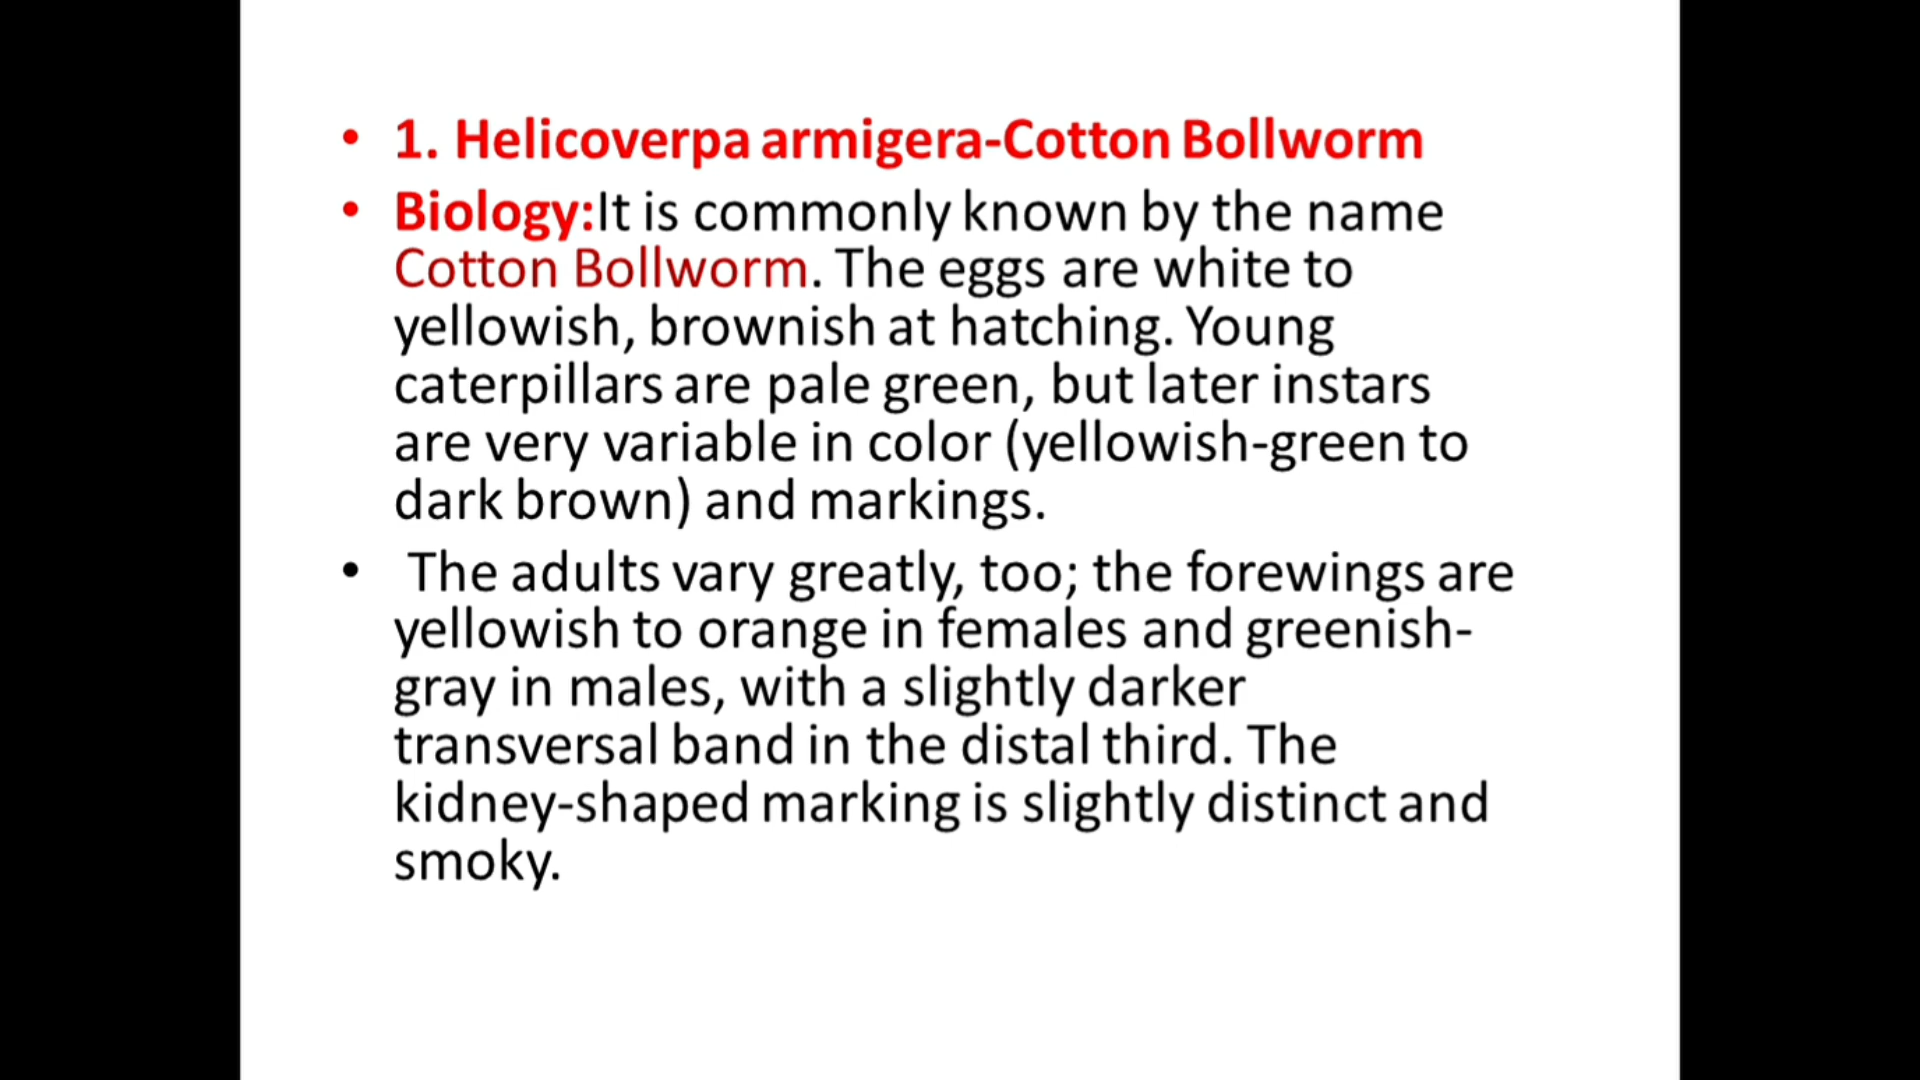 • 1. Helicoverpa armigera-Cotton Bollworm
• Biology:It is commonly known by the name
Cotton Bollworm. The eggs are white to
yellowish, brownish at hatching. Young
caterpillars are pale green, but later instars
are very variable in color (yellowish-green to
dark brown) and markings.
• The adults vary greatly, too; the forewings are
yellowish to orange in females and greenish-
gray in males, with a slightly darker
transversal band in the distal third. The
kidney-shaped marking is slightly distinct and
smoky.